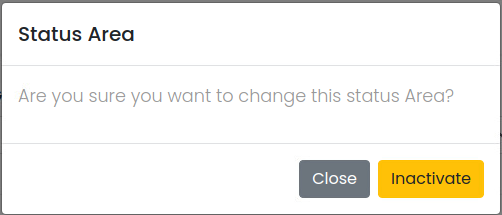 Status Area
Are you sure you want to change this status Area?
Close Inactivate